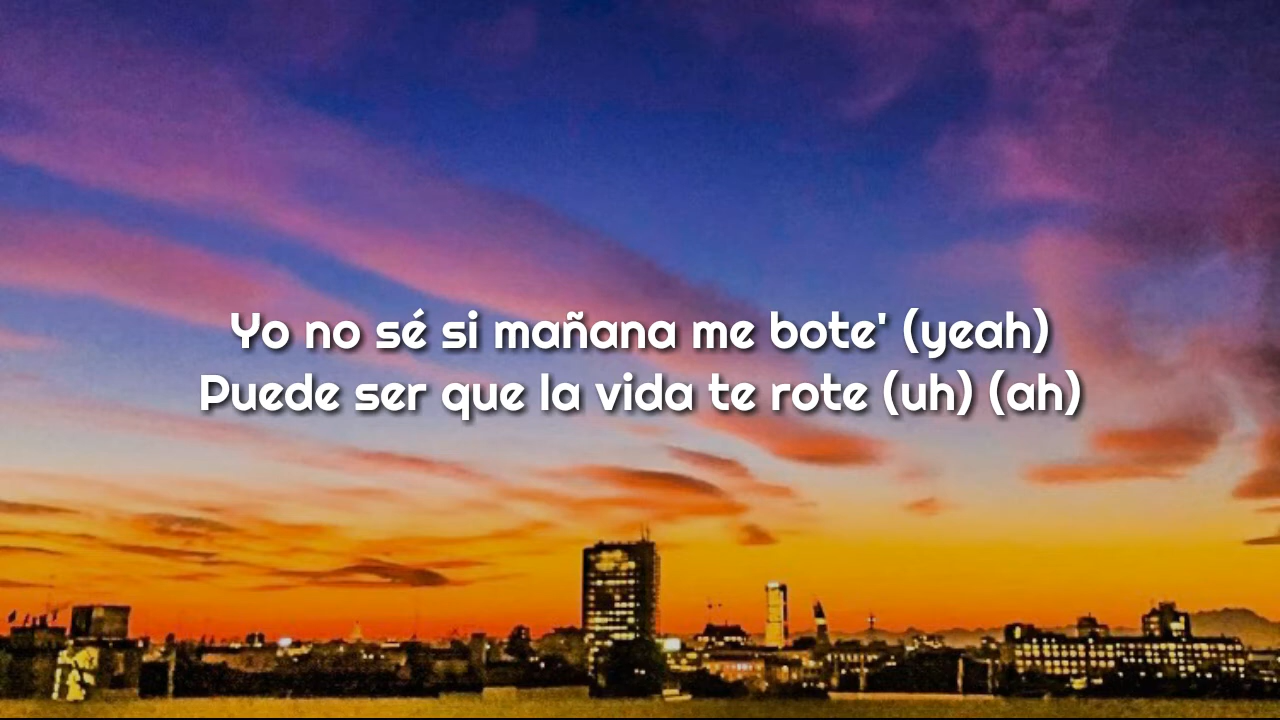 Yo no sé si mañana me bote' (yeah)
Puede ser que la vida te rote (uh) (ah)